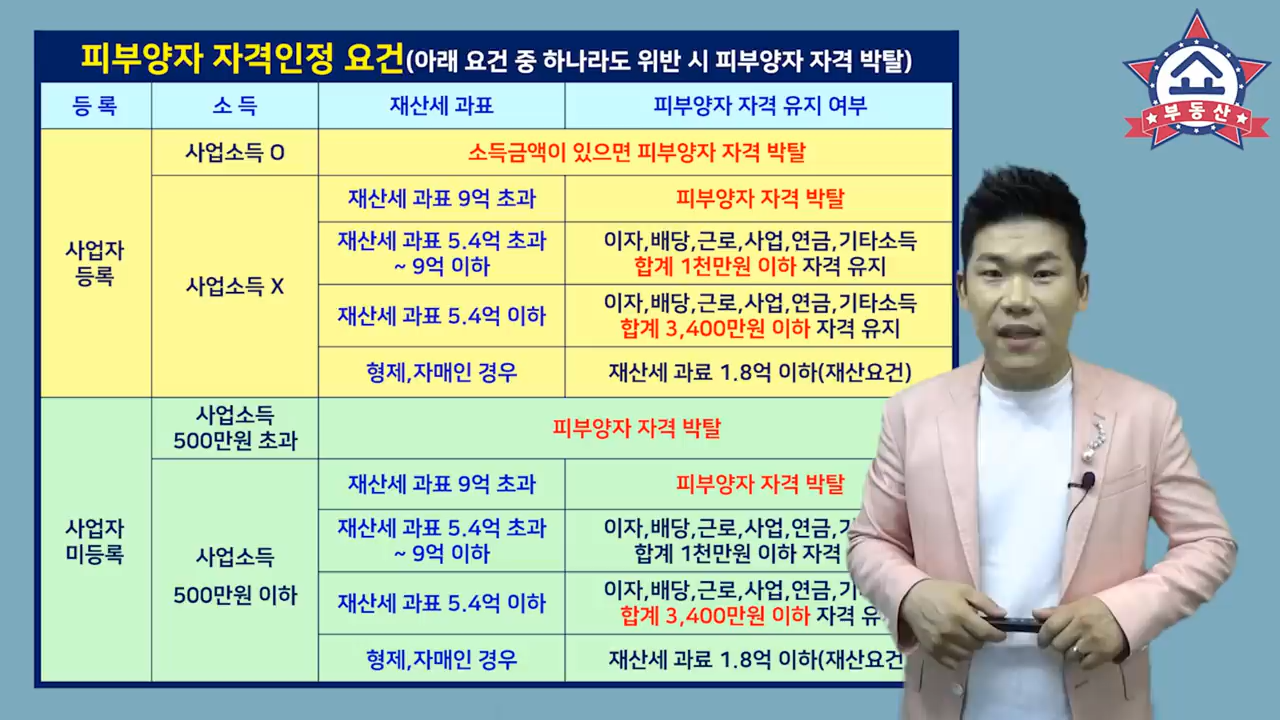 피부양자 자격인정 요건(아래 요건 중 하나라도 위반 시 피부양자 자격 박탈)
등 록 소 득 재산세 과표 피부양자 자격 유지 여부
사업자
등록
사업소득 O
소득금액이 있으면 피부양자 자격 박탈
사업소득 X
재산세 과표 9억 초과
피부양자 자격 박탈
재산세 과표 5.4억 초과
~ 9억 이하
이자,배당,근로,사업,연금,기타소득
합계 1천만원 이하 자격 유지
재산세 과표 5.4억 이하
이자,배당,근로,사업,연금,기타소득
합계 3,400만원 이하 자격 유지
형제,자매인 경우
재산세 과료 1.8억 이하(재산요건)
사업자
미등록
사업소득
500만원 초과
피부양자 자격 박탈
사업소득
500만원 이하
재산세 과표 9억 초과
피부양자 자격 박탈
재산세 과표 5.4억 초과
~ 9억 이하
이자,배당,근로,사업,연금,
합계 1천만원 이하 자격
재산세 과표 5.4억 이하
이자,배당,근로,사업,연금,
합계 3,400만원 이하 자격
형제,자매인 경우
재산세 과료 1.8억 이하(재산요건
쇼
부동산